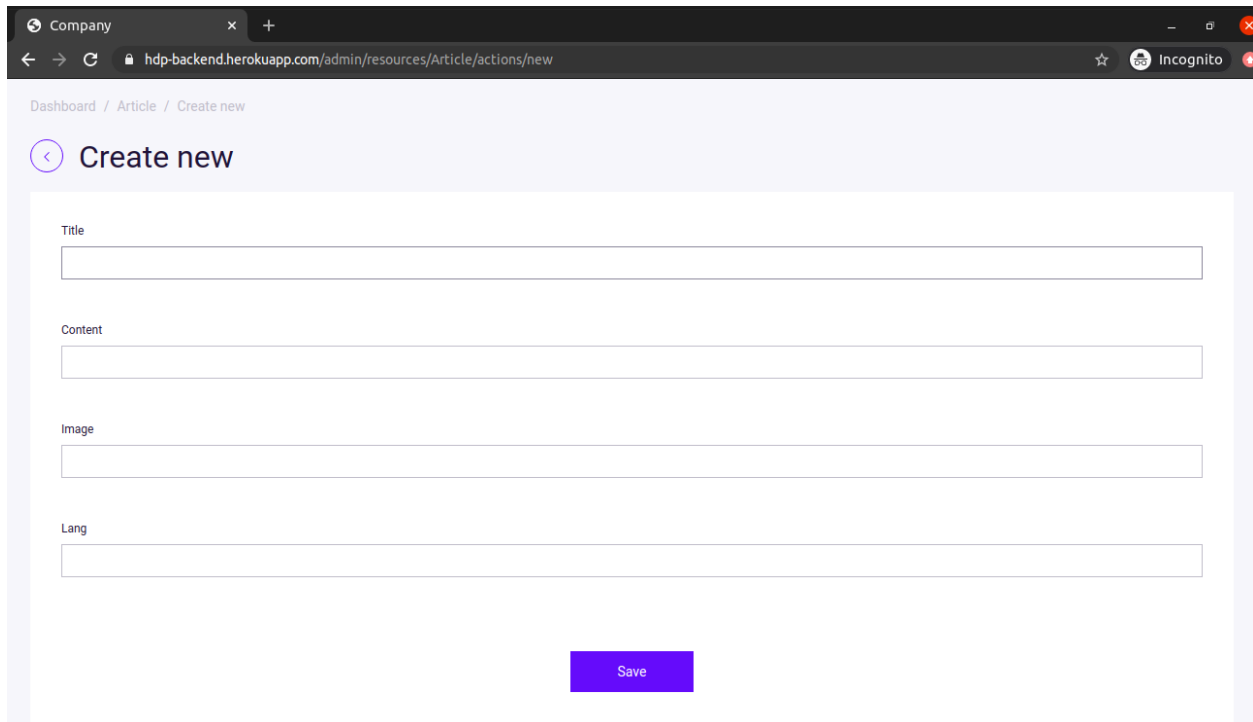 Company
hdp-backend.herokuapp.com/admin/resources/Article/actions/new
Incognito
Dashboard / Article / Create new
Create new
Title
Content
Image
Lang
Save